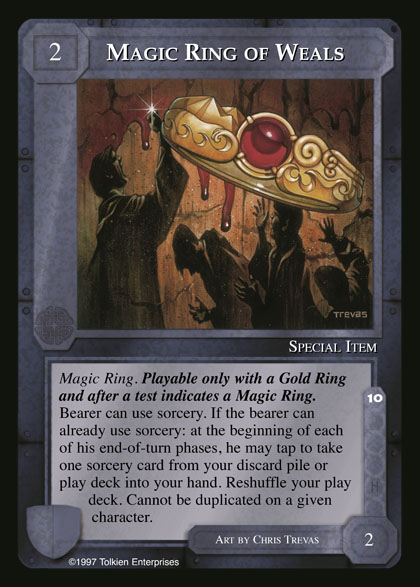 2
MAGIC RING OF WEALS
TREVAS
SPECIAL ITEM
Magic Ring. Playable only with a Gold Ring
and after a test indicates a Magic Ring.
Bearer can use sorcery. If the bearer can
already use sorcery: at the beginning of each
of his end-of-turn phases, he may tap to take
one sorcery card from your discard pile or
play deck into your hand. Reshuffle your play
deck. Cannot be duplicated on a given
character.
10
H
ART BY CHRIS TREVAS
2
©1997 Tolkien Enterprises